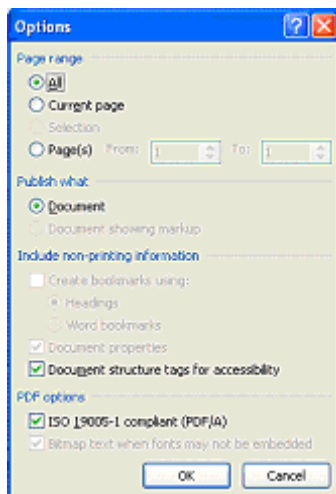 Options
Page range
All
Current page
Selection
Page(s) From: 1 To: 1
Publish what
Document
Document showing markup
Include non-printing information
Create bookmarks using:
Headings
Word bookmarks
Document properties
Document structure tags for accessibility
PDF options
ISO 19005-1 compliant (PDF/A)
Bitmap text when fonts may not be embedded
OK Cancel